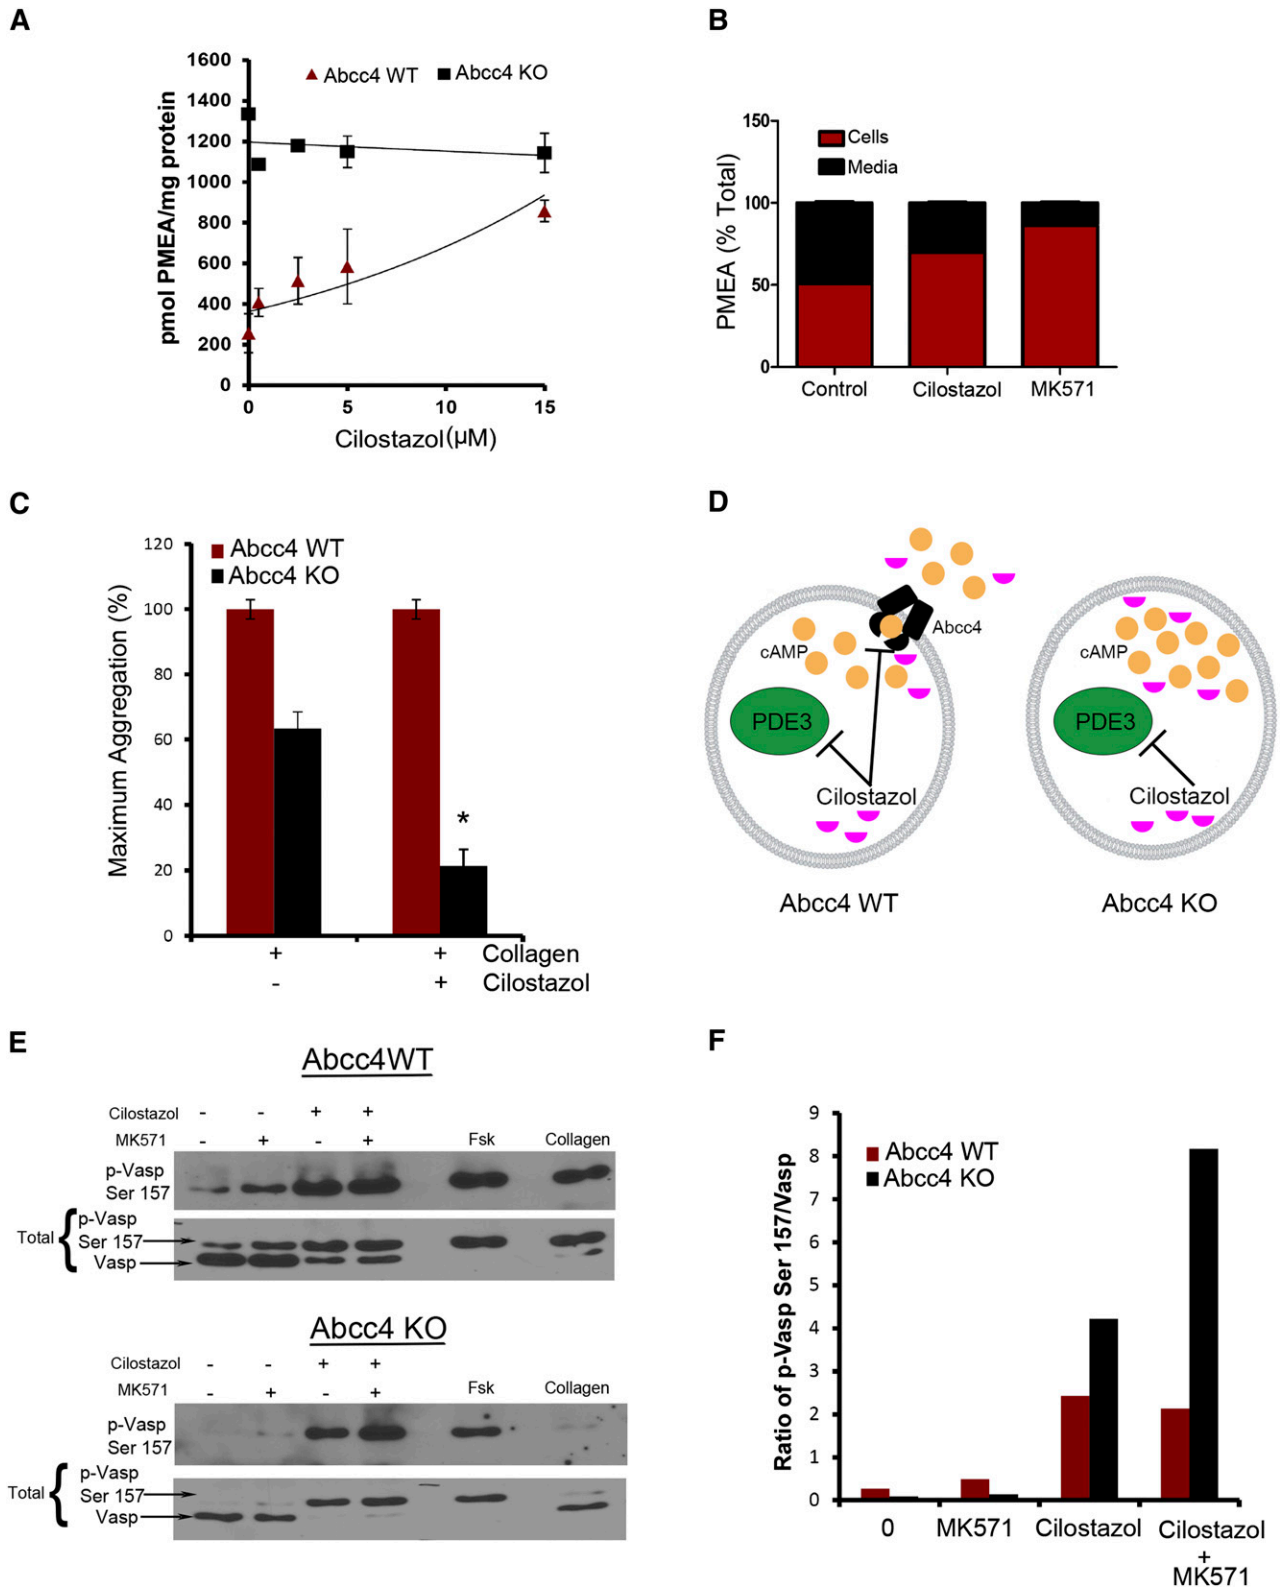 A
pmol PMEA/mg protein
1600
1400
1200
1000
800
600
400
200
0
Abcc4 WT
Abcc4 KO
0 5 10 15
Cilostazol(µM)
B
PMEA (% Total)
150
100
50
0
Cells
Media
Control Cilostazol MK571
C
Maximum Aggregation (%)
120
100
80
60
40
20
0
Abcc4 WT
Abcc4 KO
*
+ + Collagen
- + Cilostazol
D
Abcc4
cAMP
PDE3
Cilostazol
Abcc4 WT
cAMP
PDE3
Cilostazol
Abcc4 KO
E
Abcc4WT
Cilostazol - - + +
MK571 - + - + Fsk Collagen
p-Vasp
Ser 157
Total {
p-Vasp
Ser 157
Vasp
Abcc4 KO
Cilostazol - - + +
MK571 - + - + Fsk Collagen
p-Vasp
Ser 157
Total {
p-Vasp
Ser 157
Vasp
F
Ratio of p-Vasp Ser 157/Vasp
9
8
7
6
5
4
3
2
1
0
Abcc4 WT
Abcc4 KO
0 MK571 Cilostazol Cilostazol
+
MK571